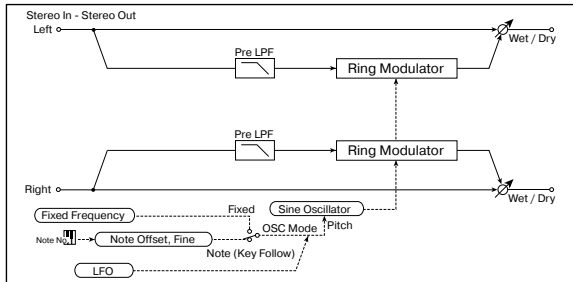 Stereo In - Stereo Out
Left
Wet / Dry
Pre LPF
Ring Modulator
Pre LPF
Ring Modulator
Right
Wet / Dry
Fixed Frequency
Fixed
Sine Oscillator
OSC Mode
Pitch
Note No.
Note Offset, Fine
Note (Key Follow)
LFO